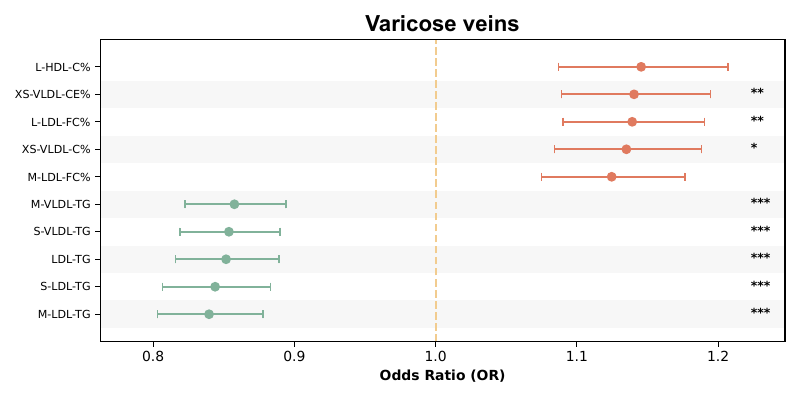 Varicose veins
L-HDL-C%
XS-VLDL-CE% **
L-LDL-FC% **
XS-VLDL-C% *
M-LDL-FC%
M-VLDL-TG ***
S-VLDL-TG ***
LDL-TG ***
S-LDL-TG ***
M-LDL-TG ***
0.8 0.9 1.0 1.1 1.2
Odds Ratio (OR)